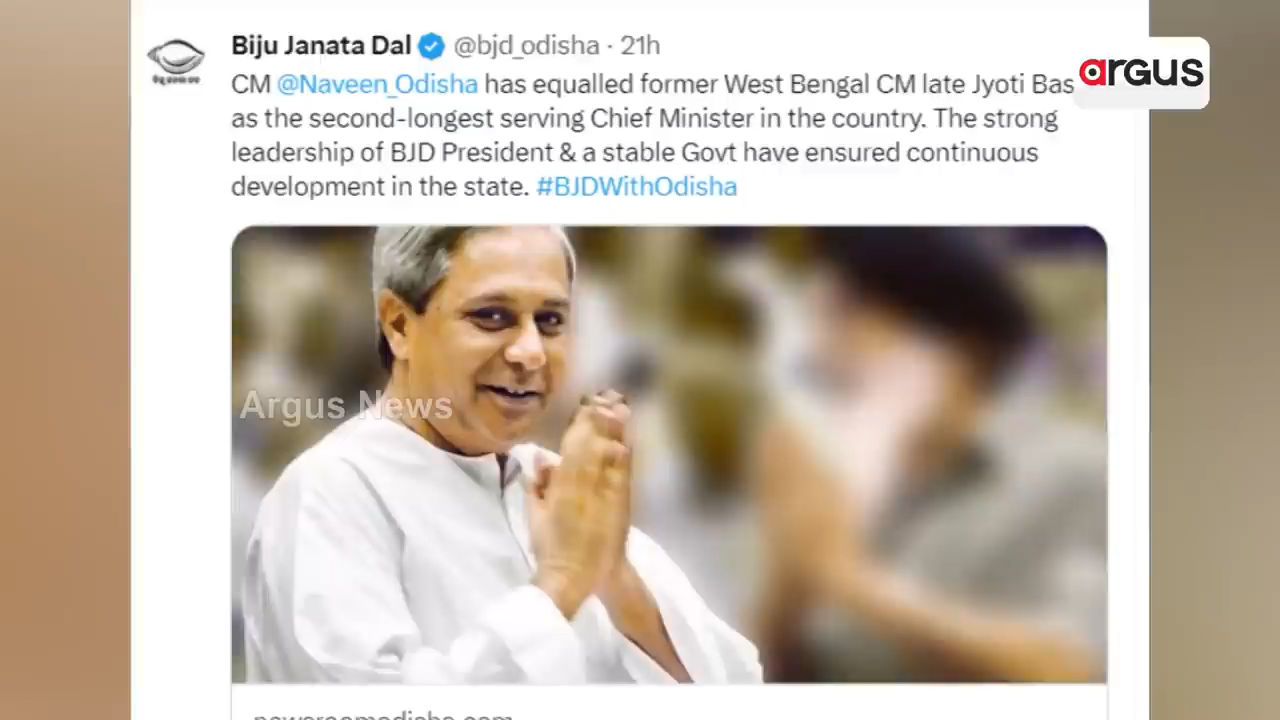 Biju Janata Dal @bjd_odisha · 21h
CM @Naveen_Odisha has equalled former West Bengal CM late Jyoti Bas
as the second-longest serving Chief Minister in the country. The strong
leadership of BJD President & a stable Govt have ensured continuous
development in the state. #BJDWithOdisha
argus
Argus News